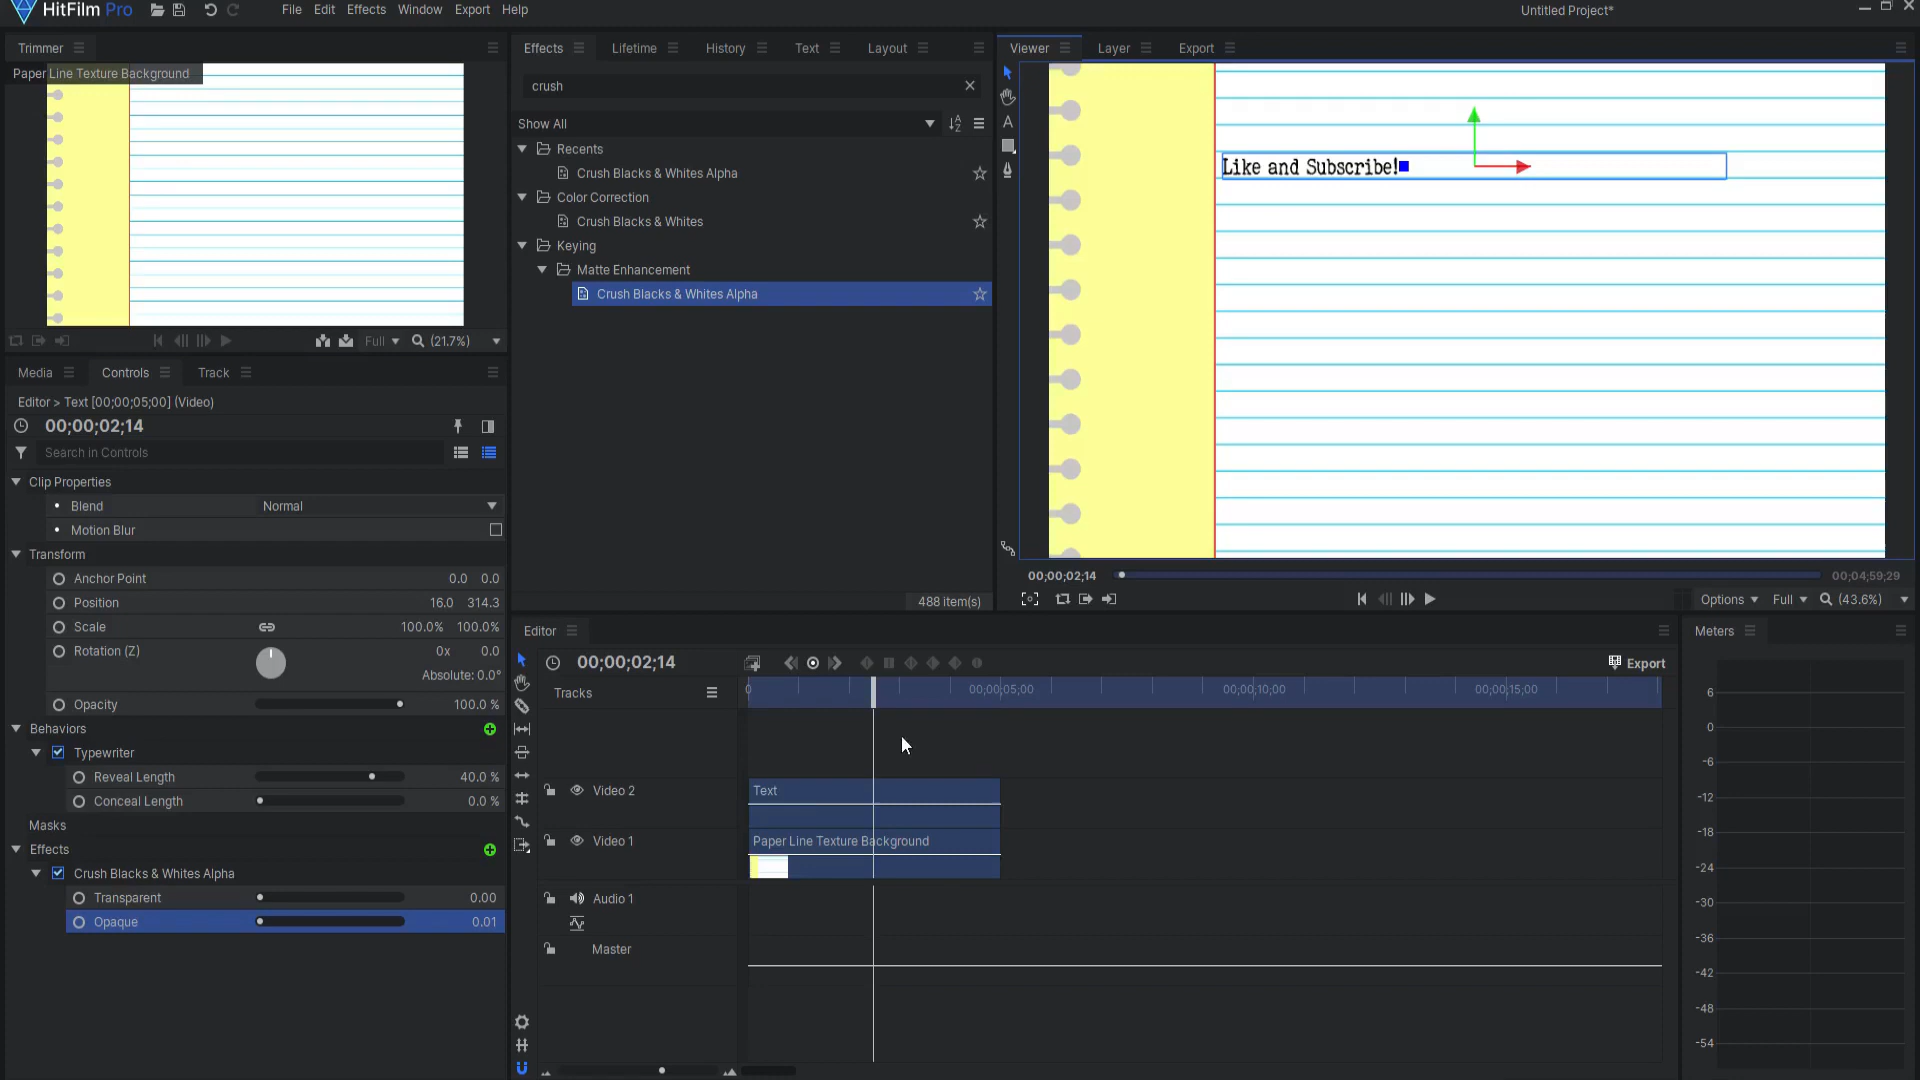 HitFilm Pro
File Edit Effects Window Export Help
Untitled Project*
Trimmer
Paper Line Texture Background
Full (21.7%)
Effects Lifetime History Text Layout
crush
Show All
Recents
Crush Blacks & Whites Alpha
Color Correction
Crush Blacks & Whites
Keying
Matte Enhancement
Crush Blacks & Whites Alpha
488 item(s)
Viewer Layer Export
Like and Subscribe!
00;00;02;14
00;04;59;29
Options Full (43.6%)
Media Controls Track
Editor > Text [00;00;05;00] (Video)
00;00;02;14
Search in Controls
Clip Properties
Blend Normal
Motion Blur
Transform
Anchor Point 0.0 0.0
Position 16.0 314.3
Scale 100.0% 100.0%
Rotation (Z) 0x 0.0
Absolute: 0.0°
Opacity 100.0 %
Behaviors
Typewriter
Reveal Length 40.0 %
Conceal Length 0.0 %
Masks
Effects
Crush Blacks & Whites Alpha
Transparent 0.00
Opaque 0.01
Editor
00;00;02;14
Export
Tracks
0 00;00;05;00 00;00;10;00 00;00;15;00
Video 2
Text
Video 1
Paper Line Texture Background
Audio 1
Master
Meters
6
0
-6
-12
-18
-24
-30
-36
-42
-48
-54